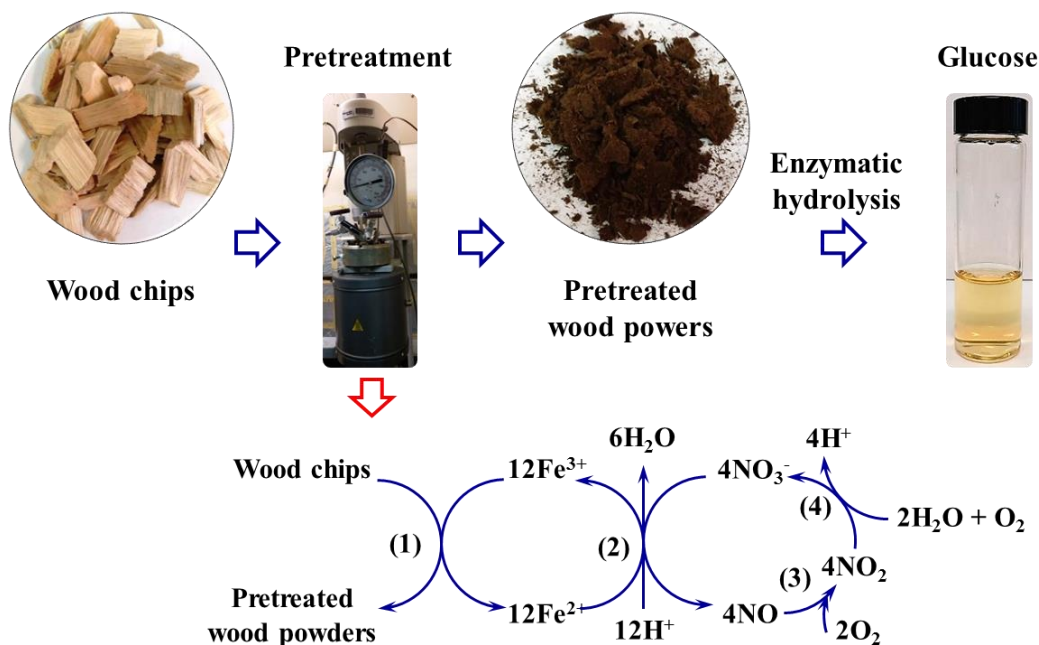 Pretreatment
Glucose
Enzymatic
hydrolysis
Wood chips
Pretreated
wood powers
Wood chips
12Fe³⁺
6H₂O
4NO₃⁻
4H⁺
(1)
(2)
(4)
2H₂O + O₂
(3)
4NO₂
Pretreated
wood powders
12Fe²⁺
12H⁺
4NO
2O₂